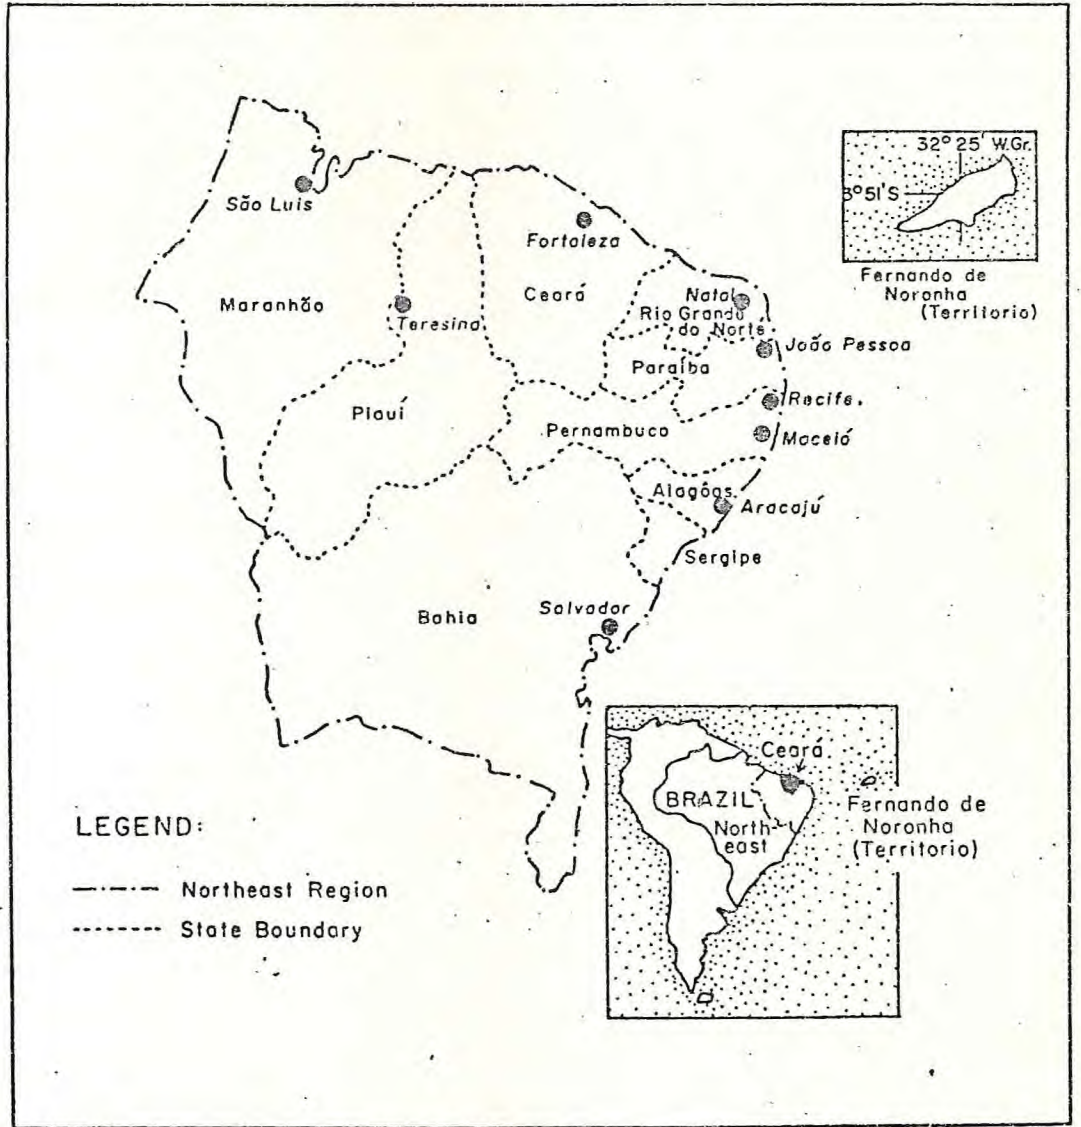 32° 25' W.Gr.
3°51'S
Fernando de
Noronha
(Territorio)
São Luis
Fortaleza
Maranhão
Ceará
Natal
Rio Grande
do Norte
Teresina
João Pessoa
Paraíba
Piauí
Recife
Pernambuco
Maceió
Alagôas
Aracajú
Sergipe
Bahia
Salvador
Ceará
BRAZIL
North-
east
Fernando de
Noronha
(Territorio)
LEGEND:
Northeast Region
State Boundary